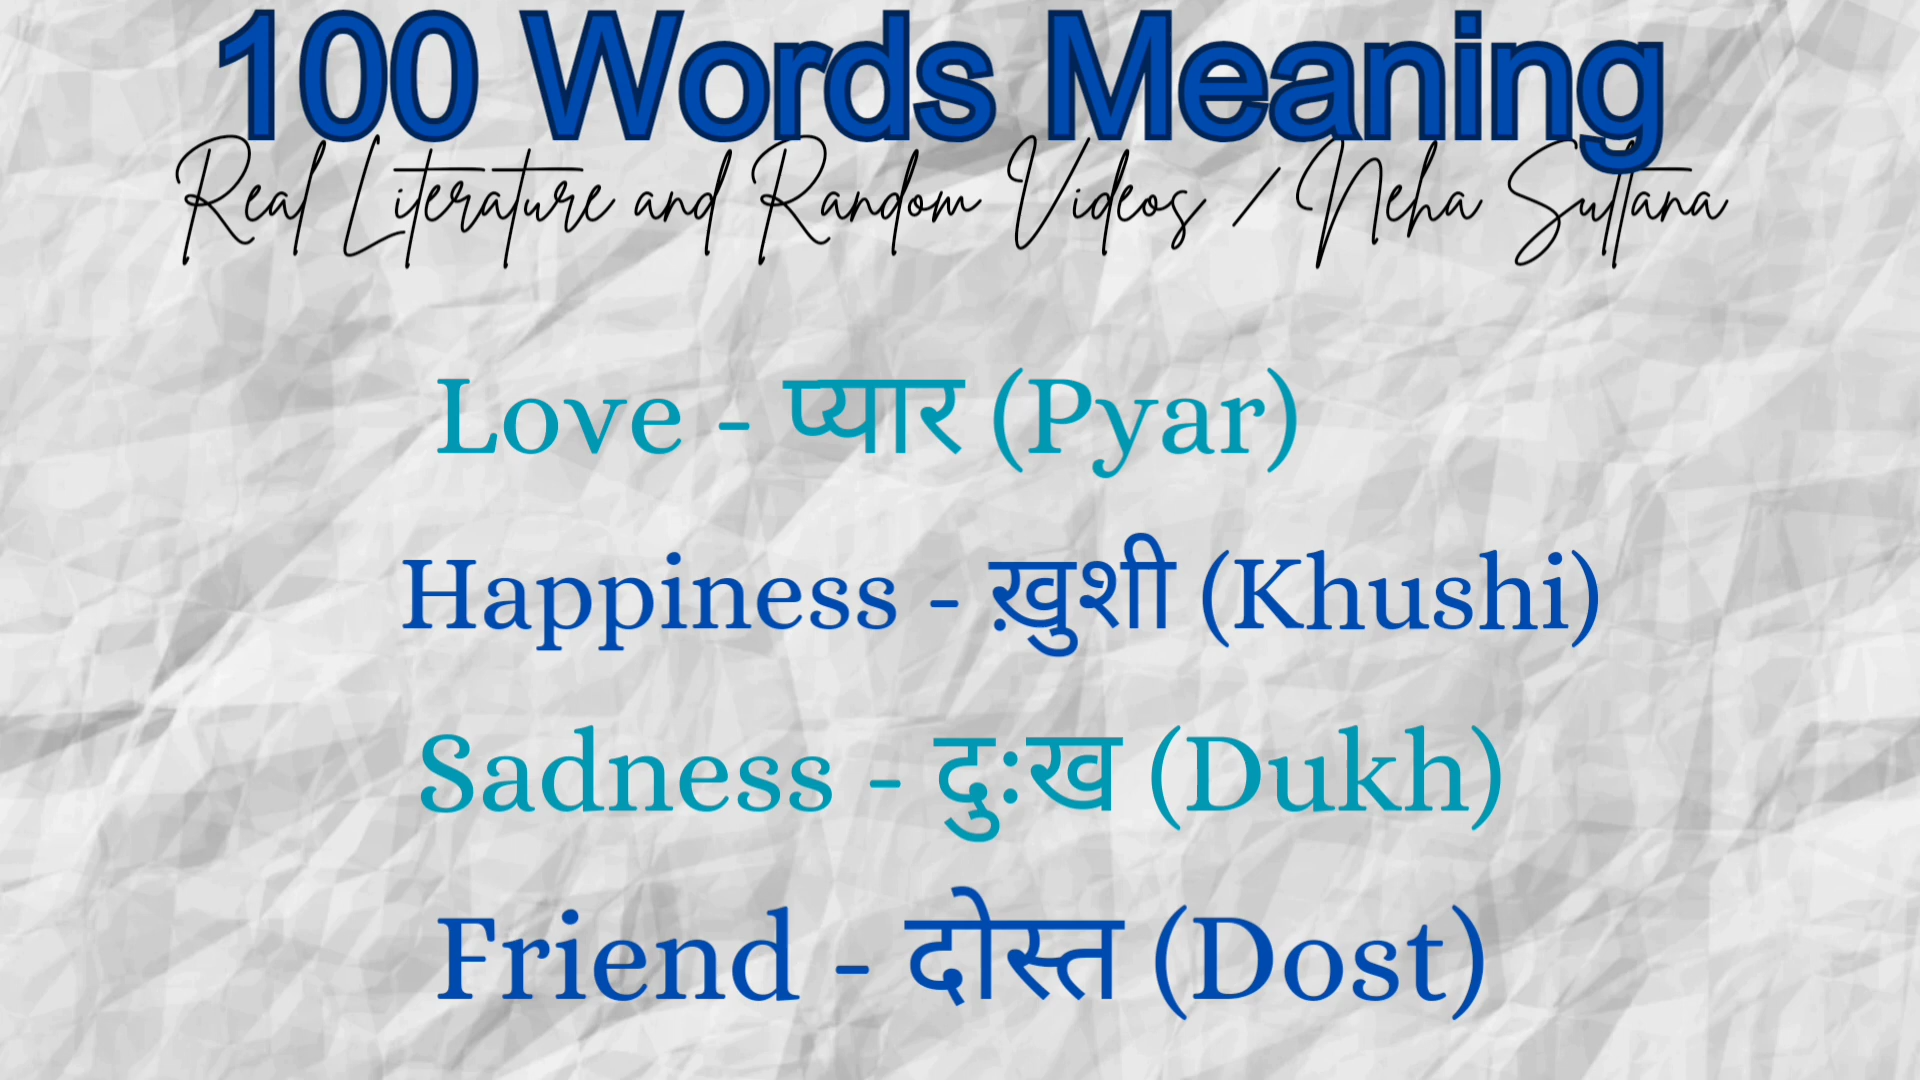 100 Words Meaning
Real Literature and Random Videos / Neha Sultana
Love - प्यार (Pyar)
Happiness - ख़ुशी (Khushi)
Sadness - दुःख (Dukh)
Friend - दोस्त (Dost)